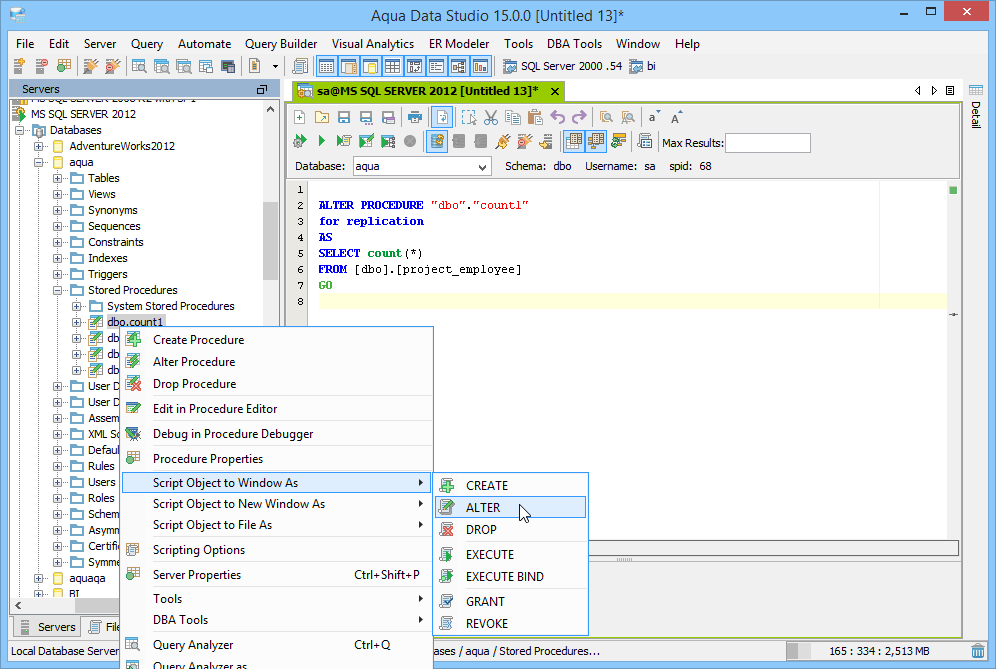 Aqua Data Studio 15.0.0 [Untitled 13]*
File Edit Server Query Automate Query Builder Visual Analytics ER Modeler Tools DBA Tools Window Help
SQL Server 2000 .54 bi
Servers
sa@MS SQL SERVER 2012 [Untitled 13]*
Detail
MS SQL SERVER 2012
Databases
AdventureWorks2012
aqua
Tables
Views
Synonyms
Sequences
Constraints
Indexes
Triggers
Stored Procedures
System Stored Procedures
dbo.count1
db
db
db
User D
User D
Assem
XML Sc
Defaul
Rules
Users
Roles
Schem
Asymm
Certifi
Symme
aquaqa
BI
Servers File
Local Database Server
Max Results:
Database: aqua Schema: dbo Username: sa spid: 68
1
2 ALTER PROCEDURE "dbo"."count1"
3 for replication
4 AS
5 SELECT count(*)
6 FROM [dbo].[project_employee]
7 GO
8
Create Procedure
Alter Procedure
Drop Procedure
Edit in Procedure Editor
Debug in Procedure Debugger
Procedure Properties
Script Object to Window As
Script Object to New Window As
Script Object to File As
Scripting Options
Server Properties Ctrl+Shift+P
Tools
DBA Tools
Query Analyzer Ctrl+Q
Query Analyzer as
CREATE
ALTER
DROP
EXECUTE
EXECUTE BIND
GRANT
REVOKE
ases / aqua / Stored Procedures...
165 : 334 : 2,513 MB